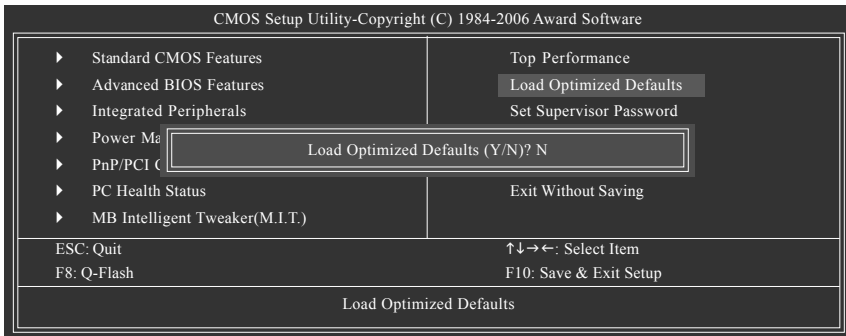 CMOS Setup Utility-Copyright (C) 1984-2006 Award Software
Standard CMOS Features
Advanced BIOS Features
Integrated Peripherals
Power Ma
PnP/PCI C
PC Health Status
MB Intelligent Tweaker(M.I.T.)
Top Performance
Load Optimized Defaults
Set Supervisor Password
Exit Without Saving
Load Optimized Defaults (Y/N)? N
ESC: Quit
F8: Q-Flash
↑↓→←: Select Item
F10: Save & Exit Setup
Load Optimized Defaults